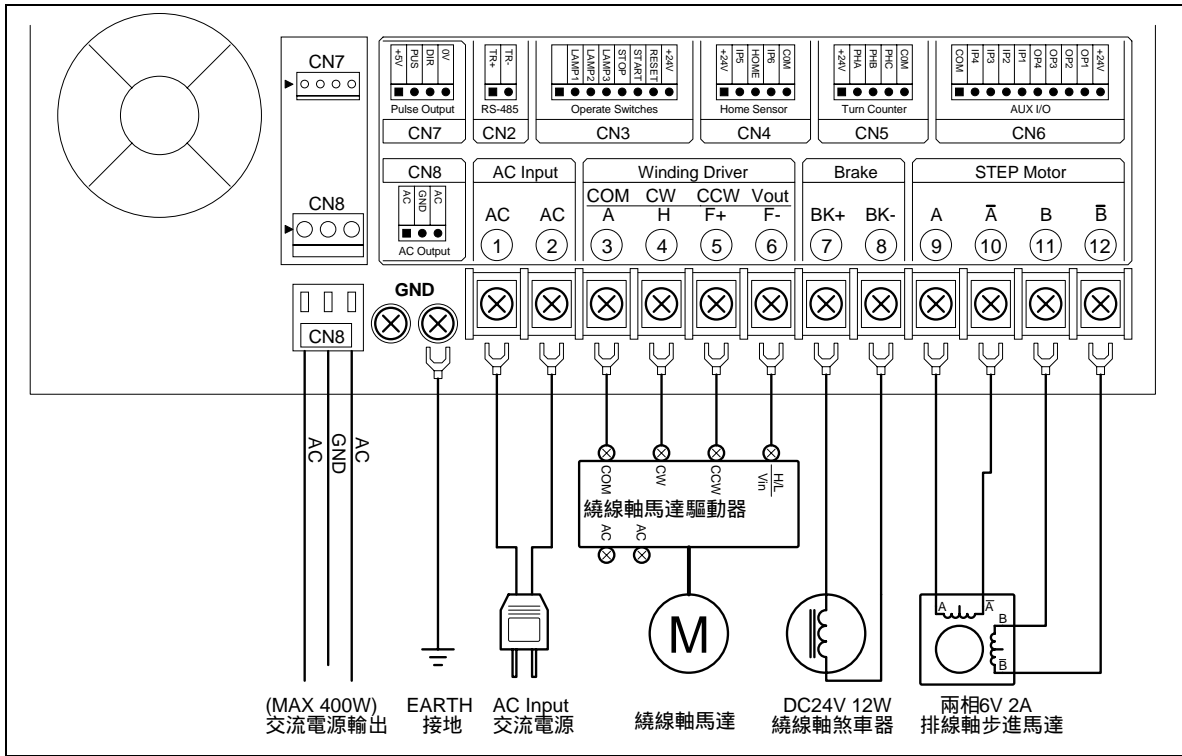 CN7
CN8
+5V
PUS
DIR
0V
Pulse Output
CN7
TR+
TR-
RS-485
CN2
LAMP1
LAMP2
LAMP3
STOP
START
RESET
+24V
Operate Switches
CN3
+24V
IP5
HOME
IP6
COM
Home Sensor
CN4
+24V
PHA
PHB
PHC
COM
Turn Counter
CN5
COM
IP4
IP3
IP2
IP1
OP4
OP3
OP2
OP1
+24V
AUX I/O
CN6
CN8
AC
GND
AC
AC Output
AC Input
AC
AC
1
2
Winding Driver
COM CW CCW Vout
A H F+ F-
3
4
5
6
Brake
BK+ BK-
7
8
STEP Motor
A A̅ B B̅
9
10
11
12
GND
CN8
AC
GND
AC
COM
CW
CCW
H/L
Vin
繞線軸馬達驅動器
AC
AC
M
A
A̅
B
B̅
(MAX 400W)
交流電源輸出
EARTH
接地
AC Input
交流電源
繞線軸馬達
DC24V 12W
繞線軸煞車器
兩相6V 2A
排線軸步進馬達